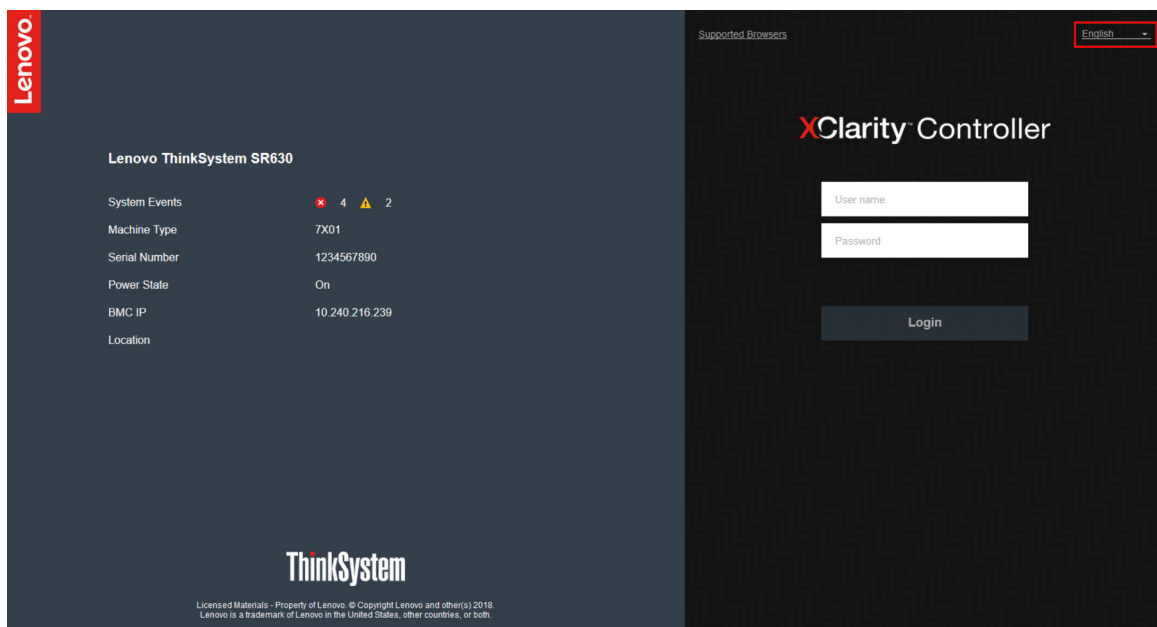 Lenovo.
Supported Browsers
English
XClarity™ Controller
Lenovo ThinkSystem SR630
System Events 4 2
Machine Type 7X01
Serial Number 1234567890
Power State On
BMC IP 10.240.216.239
Location
User name
Password
Login
ThinkSystem
Licensed Materials - Property of Lenovo. © Copyright Lenovo and other(s) 2018.
Lenovo is a trademark of Lenovo in the United States, other countries, or both.